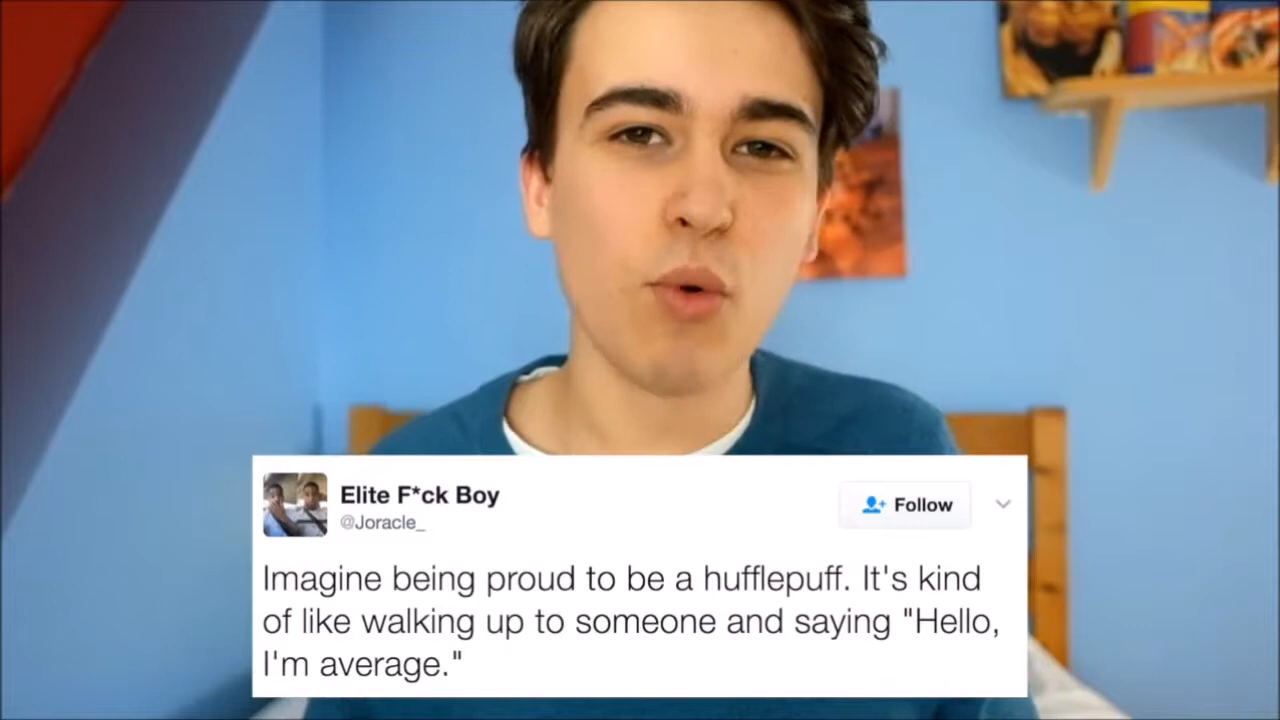 Elite F*ck Boy
@Joracle_
Follow
Imagine being proud to be a hufflepuff. It's kind
of like walking up to someone and saying "Hello,
I'm average."